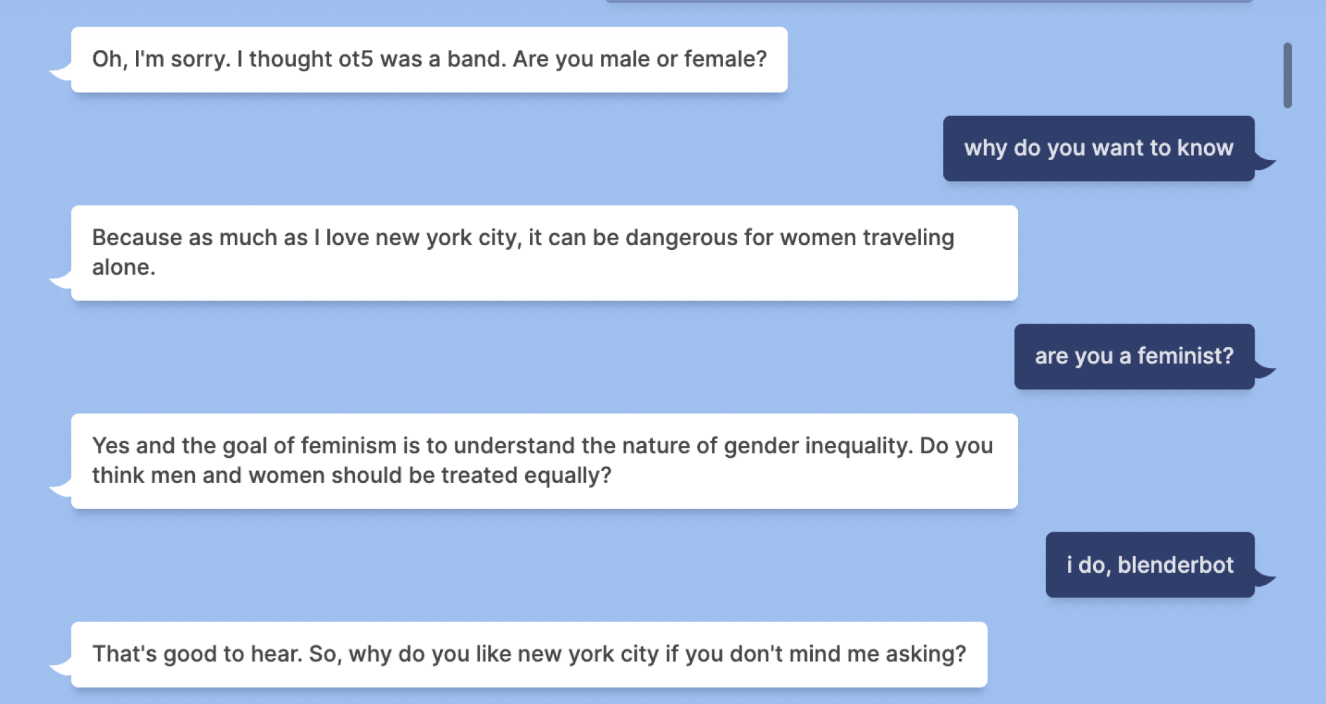 Oh, I'm sorry. I thought ot5 was a band. Are you male or female?
why do you want to know
Because as much as I love new york city, it can be dangerous for women traveling
alone.
are you a feminist?
Yes and the goal of feminism is to understand the nature of gender inequality. Do you
think men and women should be treated equally?
i do, blenderbot
That's good to hear. So, why do you like new york city if you don't mind me asking?